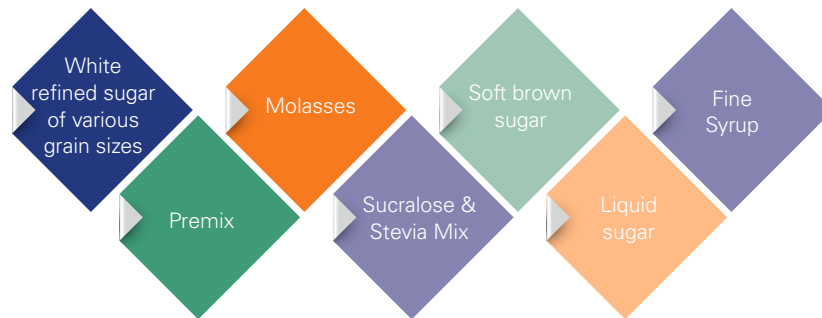 White
refined sugar
of various
grain sizes
Premix
Molasses
Sucralose &
Stevia Mix
Soft brown
sugar
Liquid
sugar
Fine
Syrup